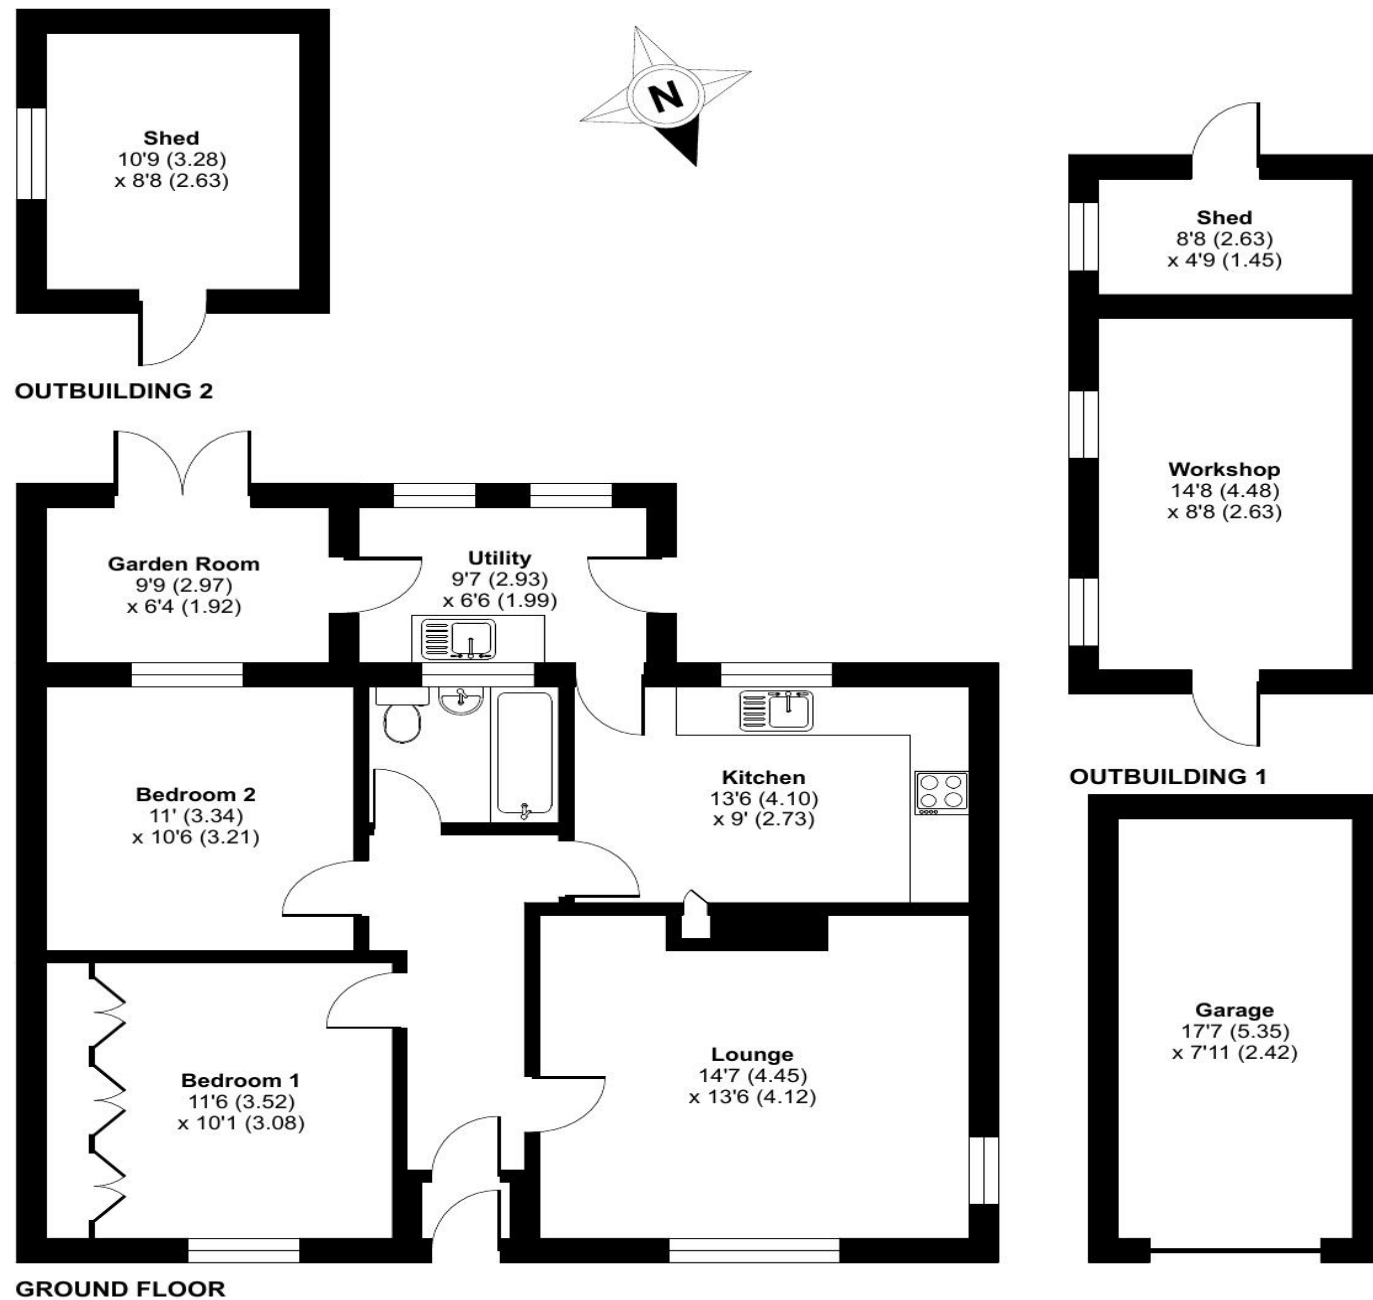 N
Shed
10'9 (3.28)
x 8'8 (2.63)
OUTBUILDING 2
Shed
8'8 (2.63)
x 4'9 (1.45)
Workshop
14'8 (4.48)
x 8'8 (2.63)
OUTBUILDING 1
Garden Room
9'9 (2.97)
x 6'4 (1.92)
Utility
9'7 (2.93)
x 6'6 (1.99)
Bedroom 2
11' (3.34)
x 10'6 (3.21)
Kitchen
13'6 (4.10)
x 9' (2.73)
Bedroom 1
11'6 (3.52)
x 10'1 (3.08)
Lounge
14'7 (4.45)
x 13'6 (4.12)
Garage
17'7 (5.35)
x 7'11 (2.42)
GROUND FLOOR